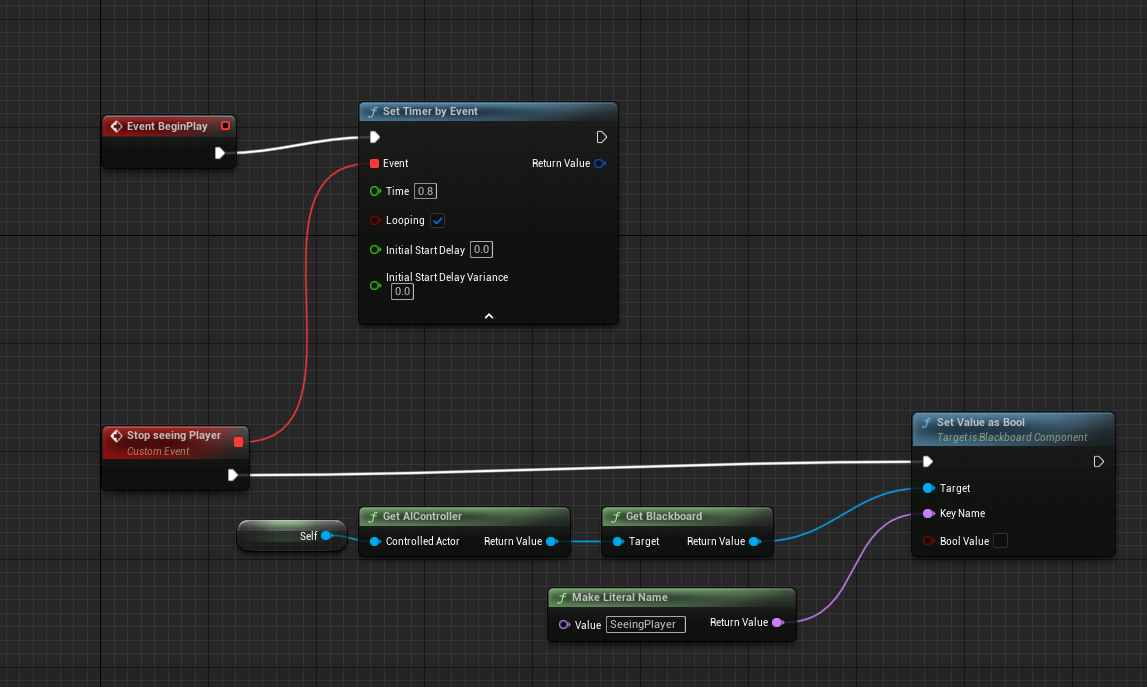 Event BeginPlay
f Set Timer by Event
Event
Return Value
Time 0.8
Looping
Initial Start Delay 0.0
Initial Start Delay Variance
0.0
Stop seeing Player
Custom Event
f Set Value as Bool
Target is Blackboard Component
Target
Key Name
Bool Value
Self
f Get AIController
Controlled Actor Return Value
f Get Blackboard
Target Return Value
f Make Literal Name
Value SeeingPlayer Return Value